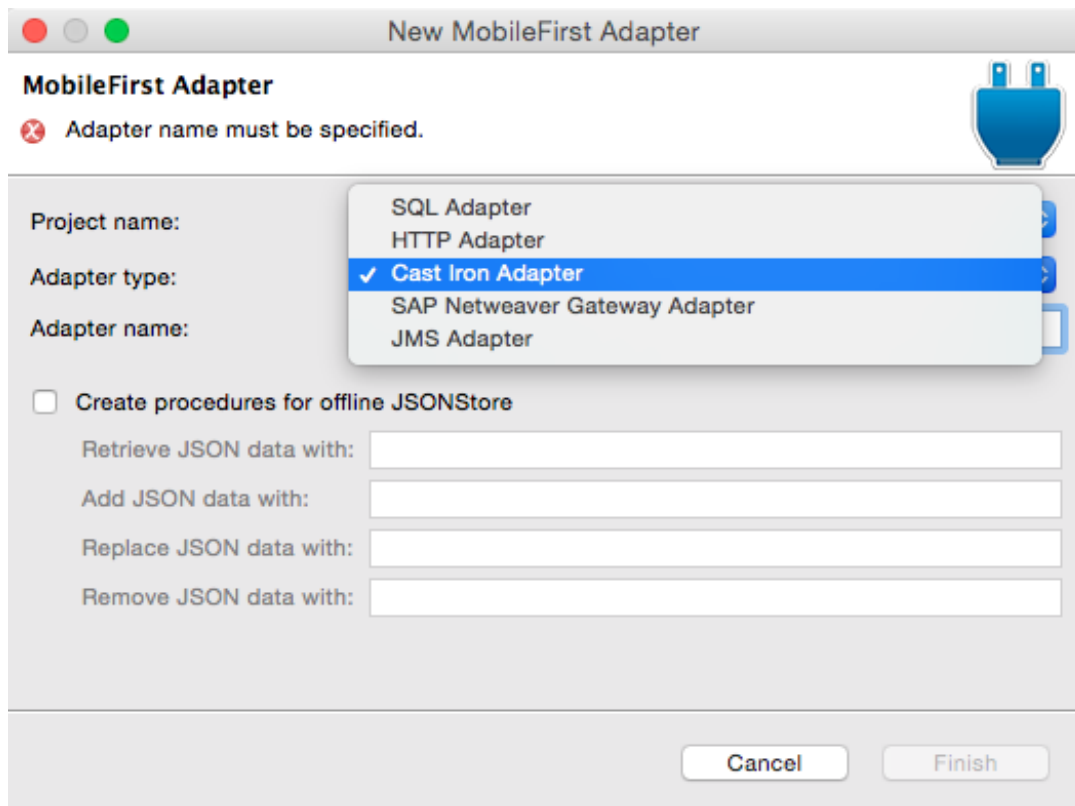 New MobileFirst Adapter
MobileFirst Adapter
Adapter name must be specified.
Project name:
SQL Adapter
HTTP Adapter
Adapter type:
✓ Cast Iron Adapter
SAP Netweaver Gateway Adapter
Adapter name:
JMS Adapter
Create procedures for offline JSONStore
Retrieve JSON data with:
Add JSON data with:
Replace JSON data with:
Remove JSON data with:
Cancel
Finish